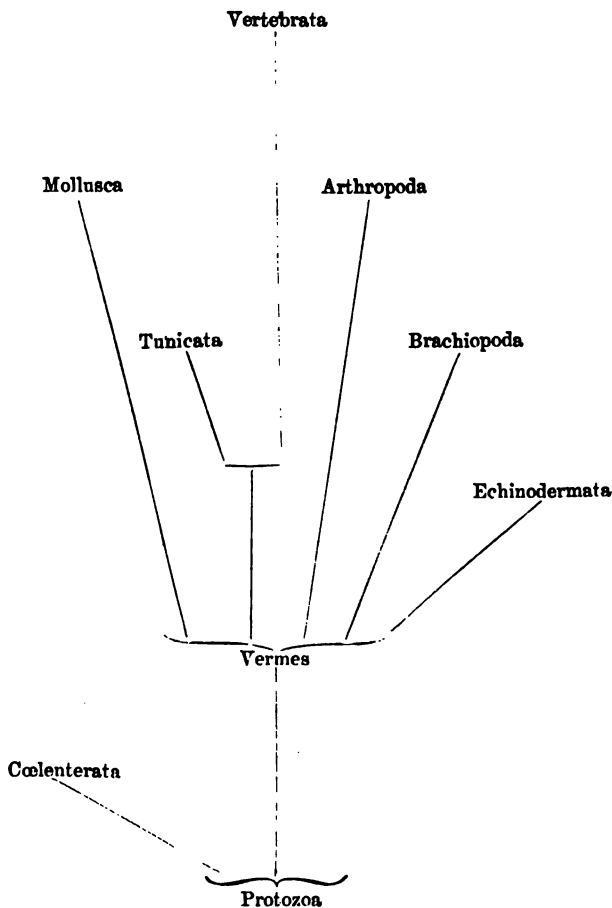 Vertebrata
Mollusca
Arthropoda
Tunicata
Brachiopoda
Echinodermata
Vermes
Cœlenterata
Protozoa